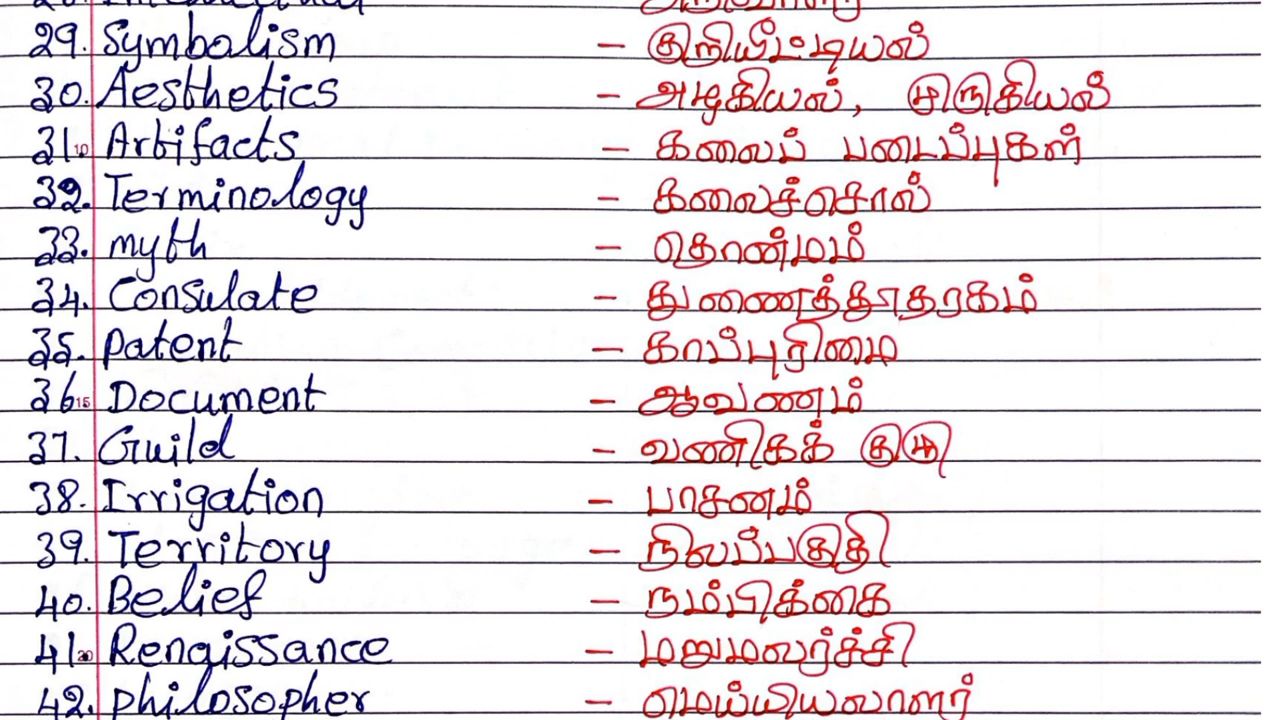 29. Symbolism - குறியீட்டியல்
30. Aesthetics - அழகியல், முருகியல்
31. Artifacts - கலைப் படைப்புகள்
32. Terminology - கலைச்சொல்
33. myth - தொன்மம்
34. Consulate - துணைத்தூதரகம்
35. Patent - காப்புரிமை
36. Document - ஆவணம்
37. Guild - வணிகக் குழு
38. Irrigation - பாசனம்
39. Territory - நிலப்பகுதி
40. Belief - நம்பிக்கை
41. Renaissance - மறுமலர்ச்சி
42. philosopher - மெய்யியலாளர்